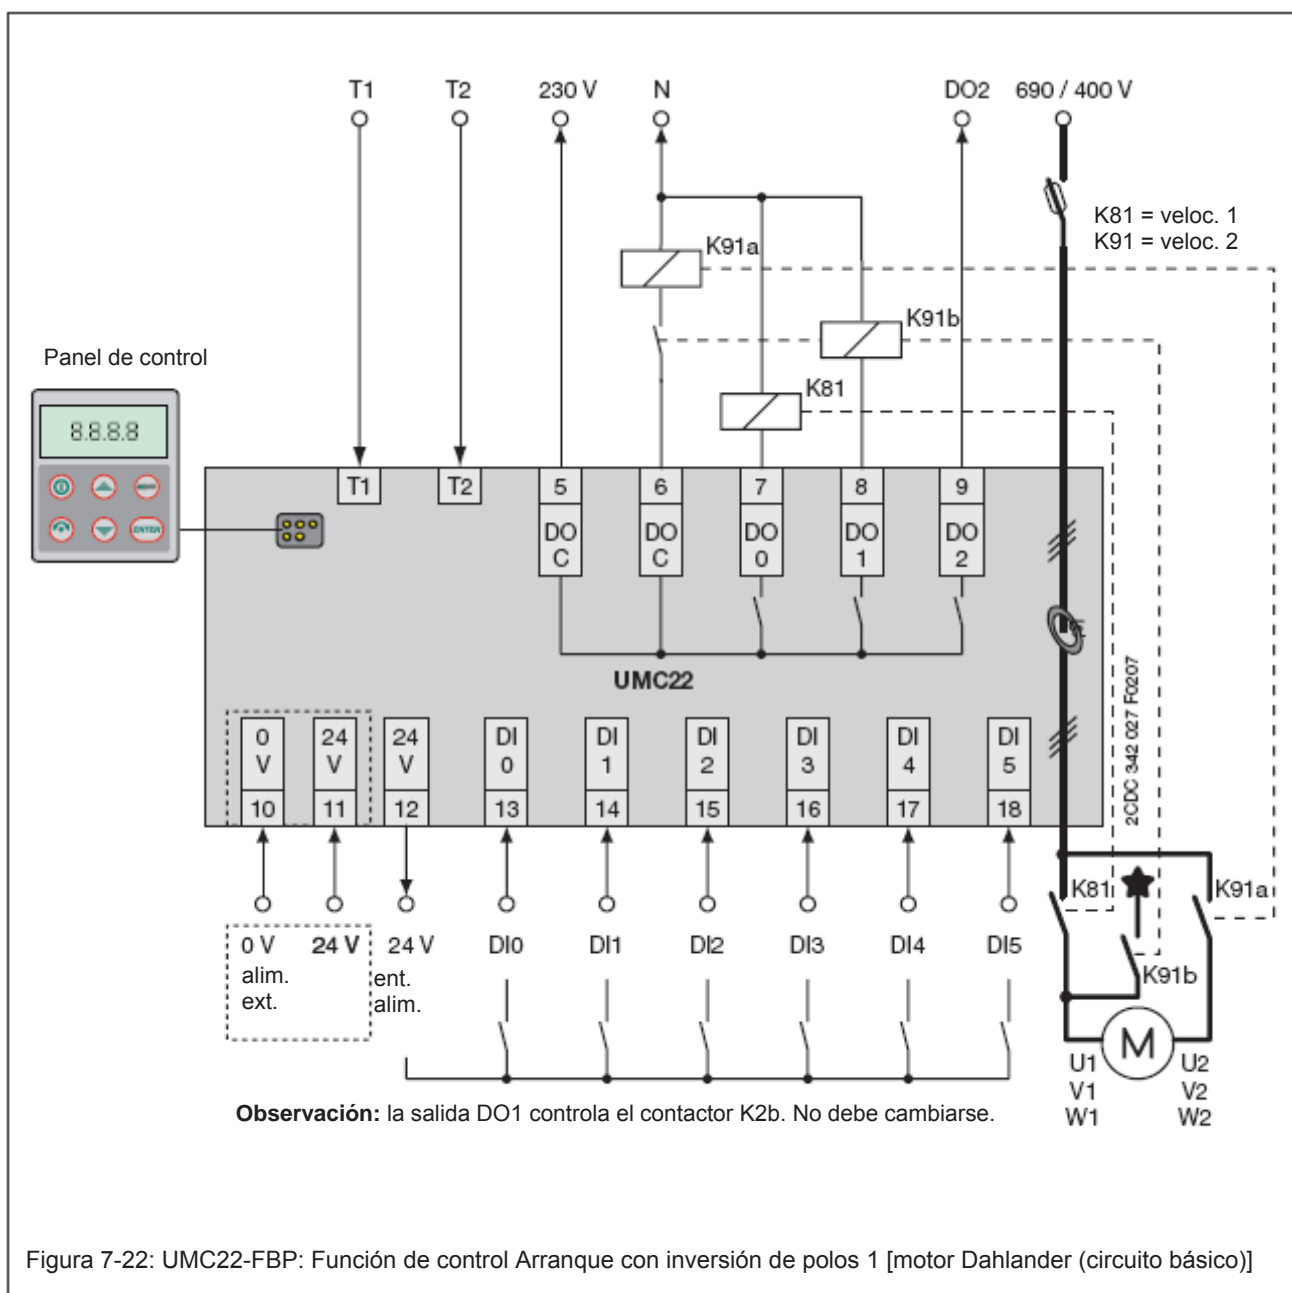 T1 T2 230 V N DO2 690 / 400 V
K81 = veloc. 1
K91 = veloc. 2
K91a
K91b
K81
Panel de control
8.8.8.8
MENU
ENTER
T1 T2 5 6 7 8 9
DO C DO C DO 0 DO 1 DO 2
UMC22
2CDC 342 027 F0207
0 V 24 V 24 V DI 0 DI 1 DI 2 DI 3 DI 4 DI 5
10 11 12 13 14 15 16 17 18
K81 K91a
K91b
0 V 24 V 24 V DI0 DI1 DI2 DI3 DI4 DI5
alim. ent.
ext. alim.
M
U1 U2
V1 V2
W1 W2
Observación: la salida DO1 controla el contactor K2b. No debe cambiarse.
Figura 7-22: UMC22-FBP: Función de control Arranque con inversión de polos 1 [motor Dahlander (circuito básico)]